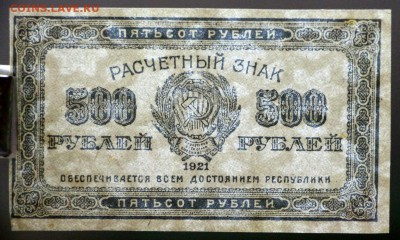 COINS.LAVE.RU
ПЯТЬСОТ РУБЛЕЙ
РАСЧЕТНЫЙ ЗНАК
500 500
РУБЛЕЙ РУБЛЕЙ
1921
ОБЕСПЕЧИВАЕТСЯ ВСЕМ ДОСТОЯНИЕМ РЕСПУБЛИКИ
ПЯТЬСОТ РУБЛЕЙ